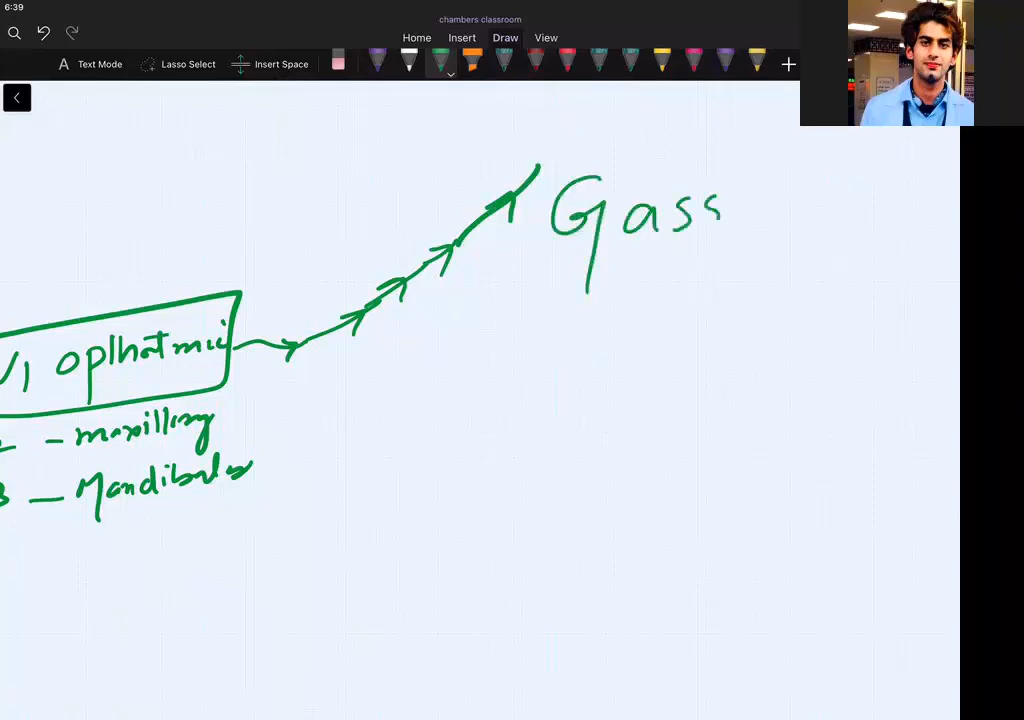 6:39
chambers classroom
Home Insert Draw View
Text Mode Lasso Select Insert Space
Gass
V1 oplhatmic
- maxillary
3 - Mandibular